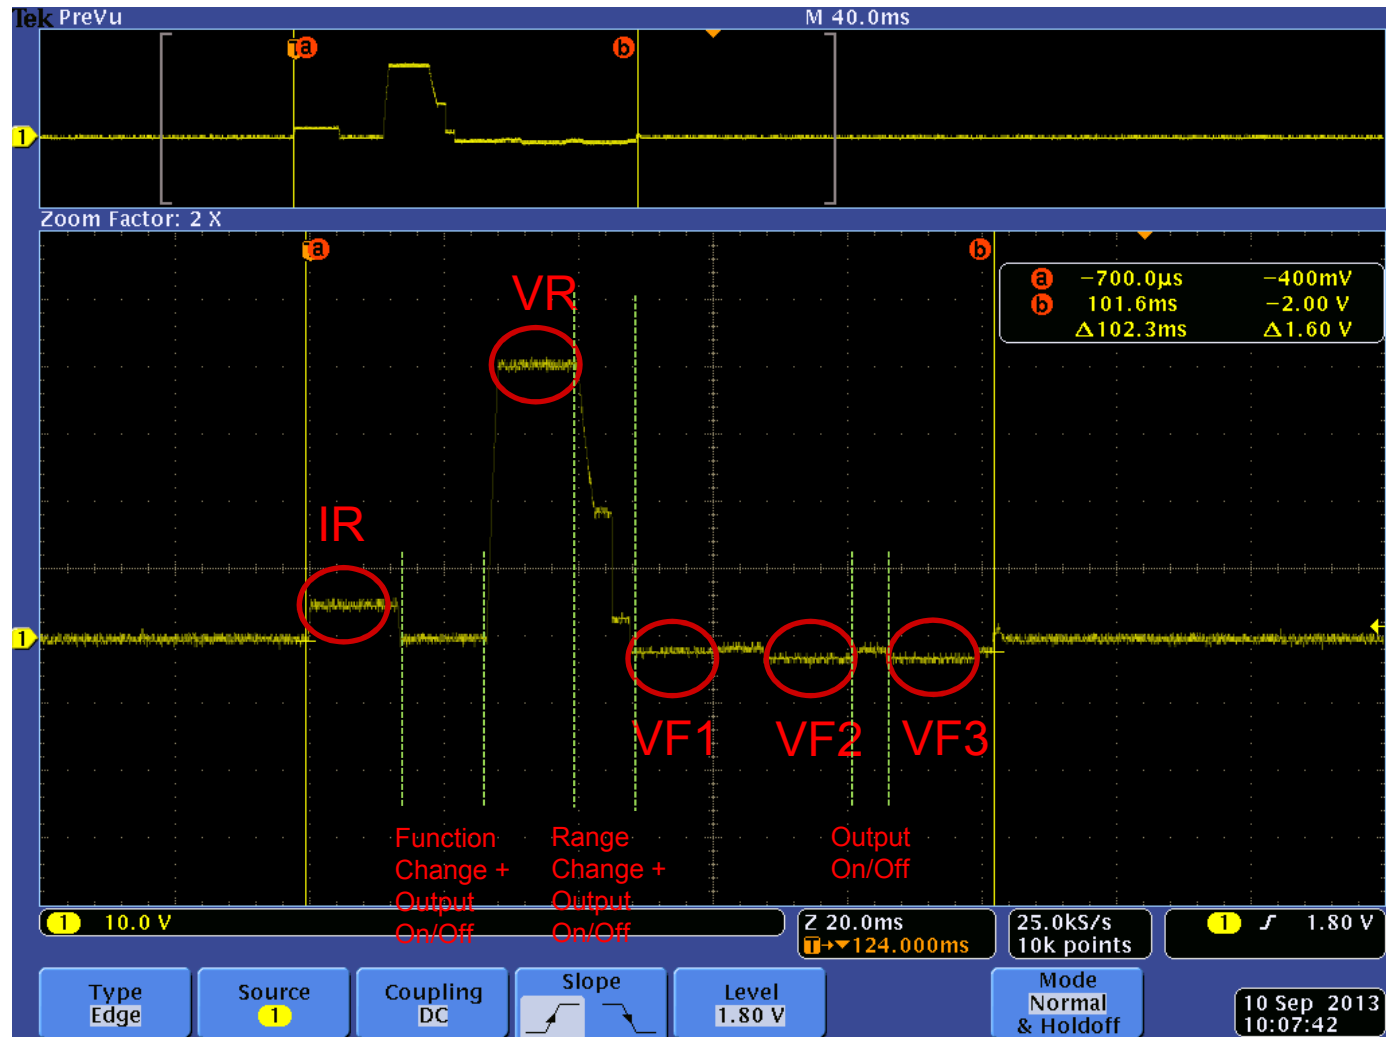 Tek PreVu M 40.0ms
a b
1
Zoom Factor: 2 X
a b
a −700.0µs −400mV
b 101.6ms −2.00 V
Δ102.3ms Δ1.60 V
VR
IR
1
VF1 VF2 VF3
Function Change + Output On/Off
Range Change + Output On/Off
Output On/Off
1 10.0 V
Z 20.0ms
T→▼124.000ms
25.0kS/s
10k points
1 1.80 V
Type
Edge
Source
1
Coupling
DC
Slope
Level
1.80 V
Mode
Normal
& Holdoff
10 Sep 2013
10:07:42